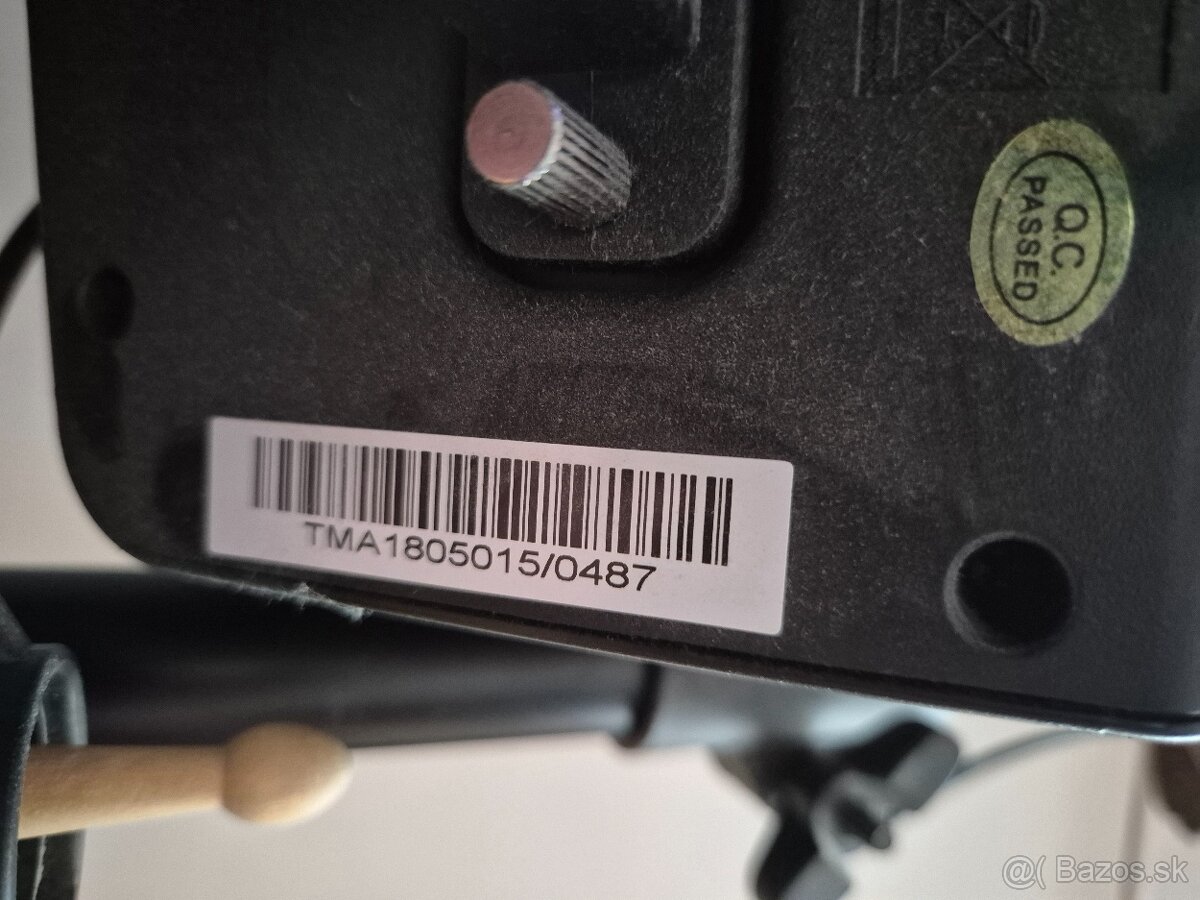 Q.C.
PASSED
TMA1805015/0487
@( Bazos.sk